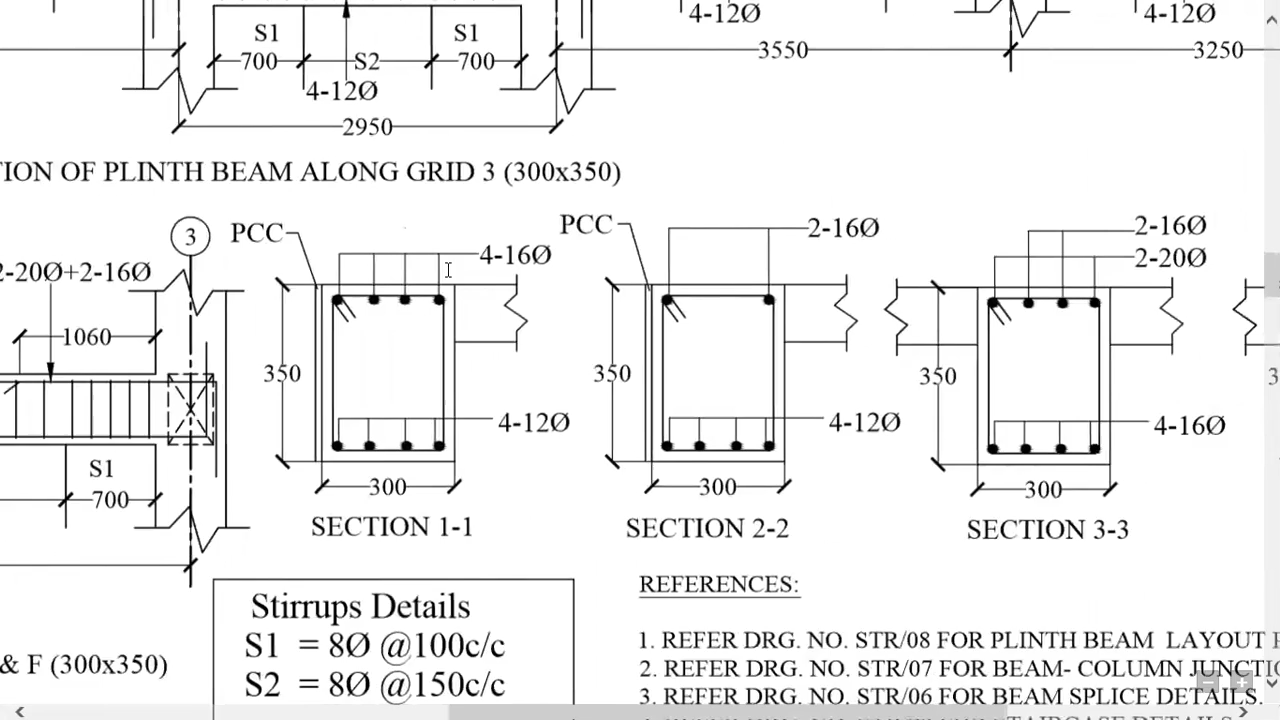 4-12Ø
4-12Ø
S1
S1
700
S2
700
3550
3250
4-12Ø
2950
TION OF PLINTH BEAM ALONG GRID 3 (300x350)
3
PCC
4-16Ø
PCC
2-16Ø
2-16Ø
2-20Ø
2-20Ø+2-16Ø
1060
350
350
350
4-12Ø
4-12Ø
4-16Ø
S1
700
300
300
300
SECTION 1-1
SECTION 2-2
SECTION 3-3
Stirrups Details
S1 = 8Ø @100c/c
S2 = 8Ø @150c/c
& F (300x350)
REFERENCES:
1. REFER DRG. NO. STR/08 FOR PLINTH BEAM LAYOUT
2. REFER DRG. NO. STR/07 FOR BEAM- COLUMN JUNCTIO
3. REFER DRG. NO. STR/06 FOR BEAM SPLICE DETAILS.